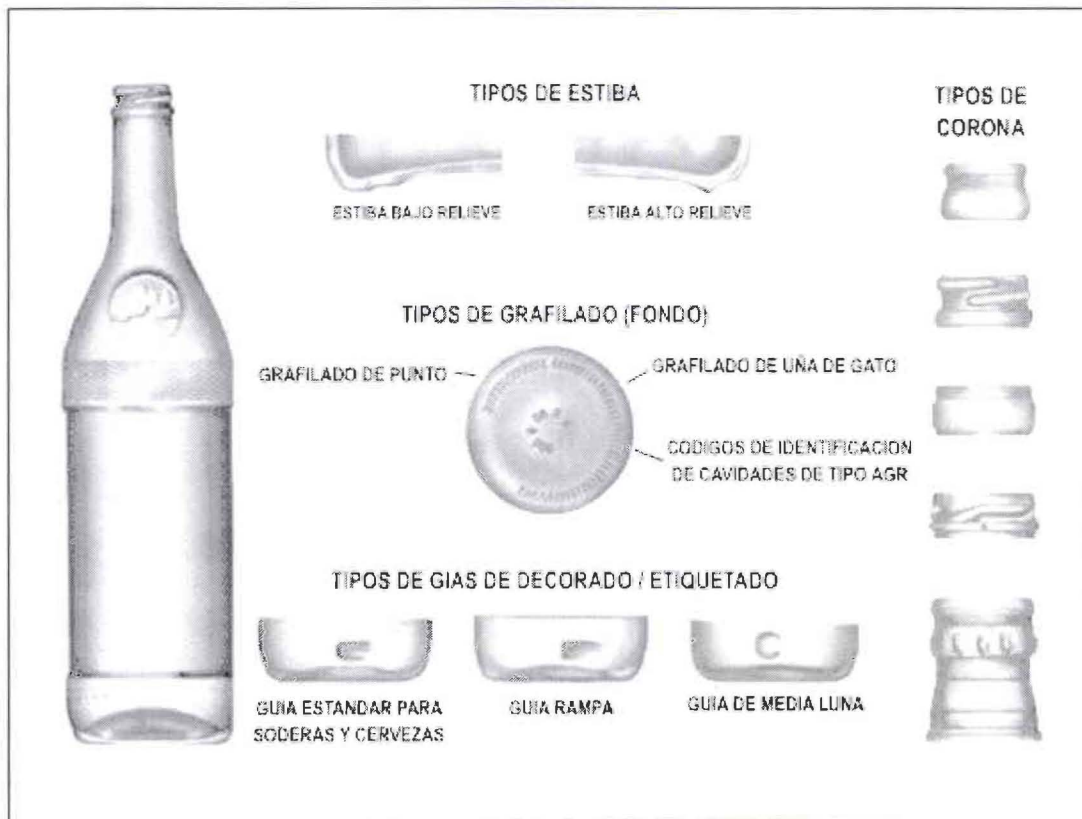 TIPOS DE ESTIBA
ESTIBA BAJO RELIEVE
ESTIBA ALTO RELIEVE
TIPOS DE CORONA
TIPOS DE GRAFILADO (FONDO)
GRAFILADO DE PUNTO
GRAFILADO DE UÑA DE GATO
CODIGOS DE IDENTIFICACION
DE CAVIDADES DE TIPO AGR
TIPOS DE GIAS DE DECORADO / ETIQUETADO
GUIA ESTANDAR PARA
SODERAS Y CERVEZAS
GUIA RAMPA
GUIA DE MEDIA LUNA